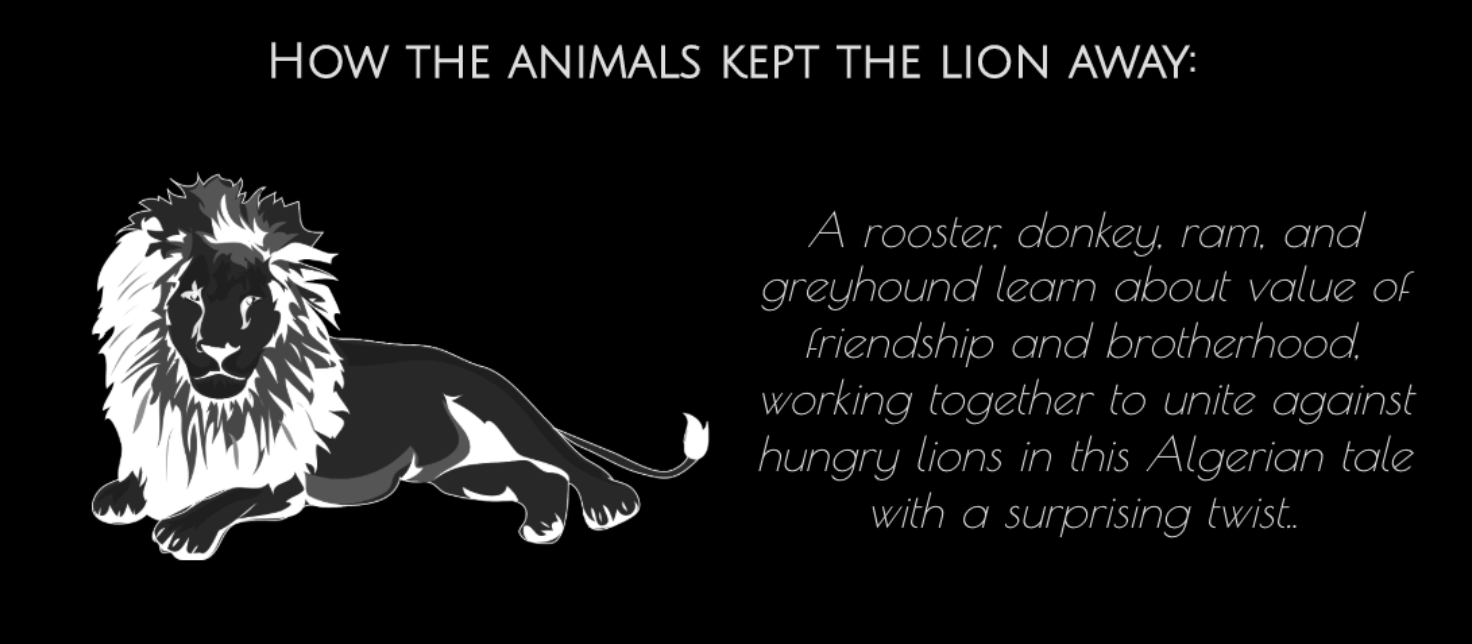 How the animals kept the lion away:
A rooster, donkey, ram, and
greyhound learn about value of
friendship and brotherhood,
working together to unite against
hungry lions in this Algerian tale
with a surprising twist..